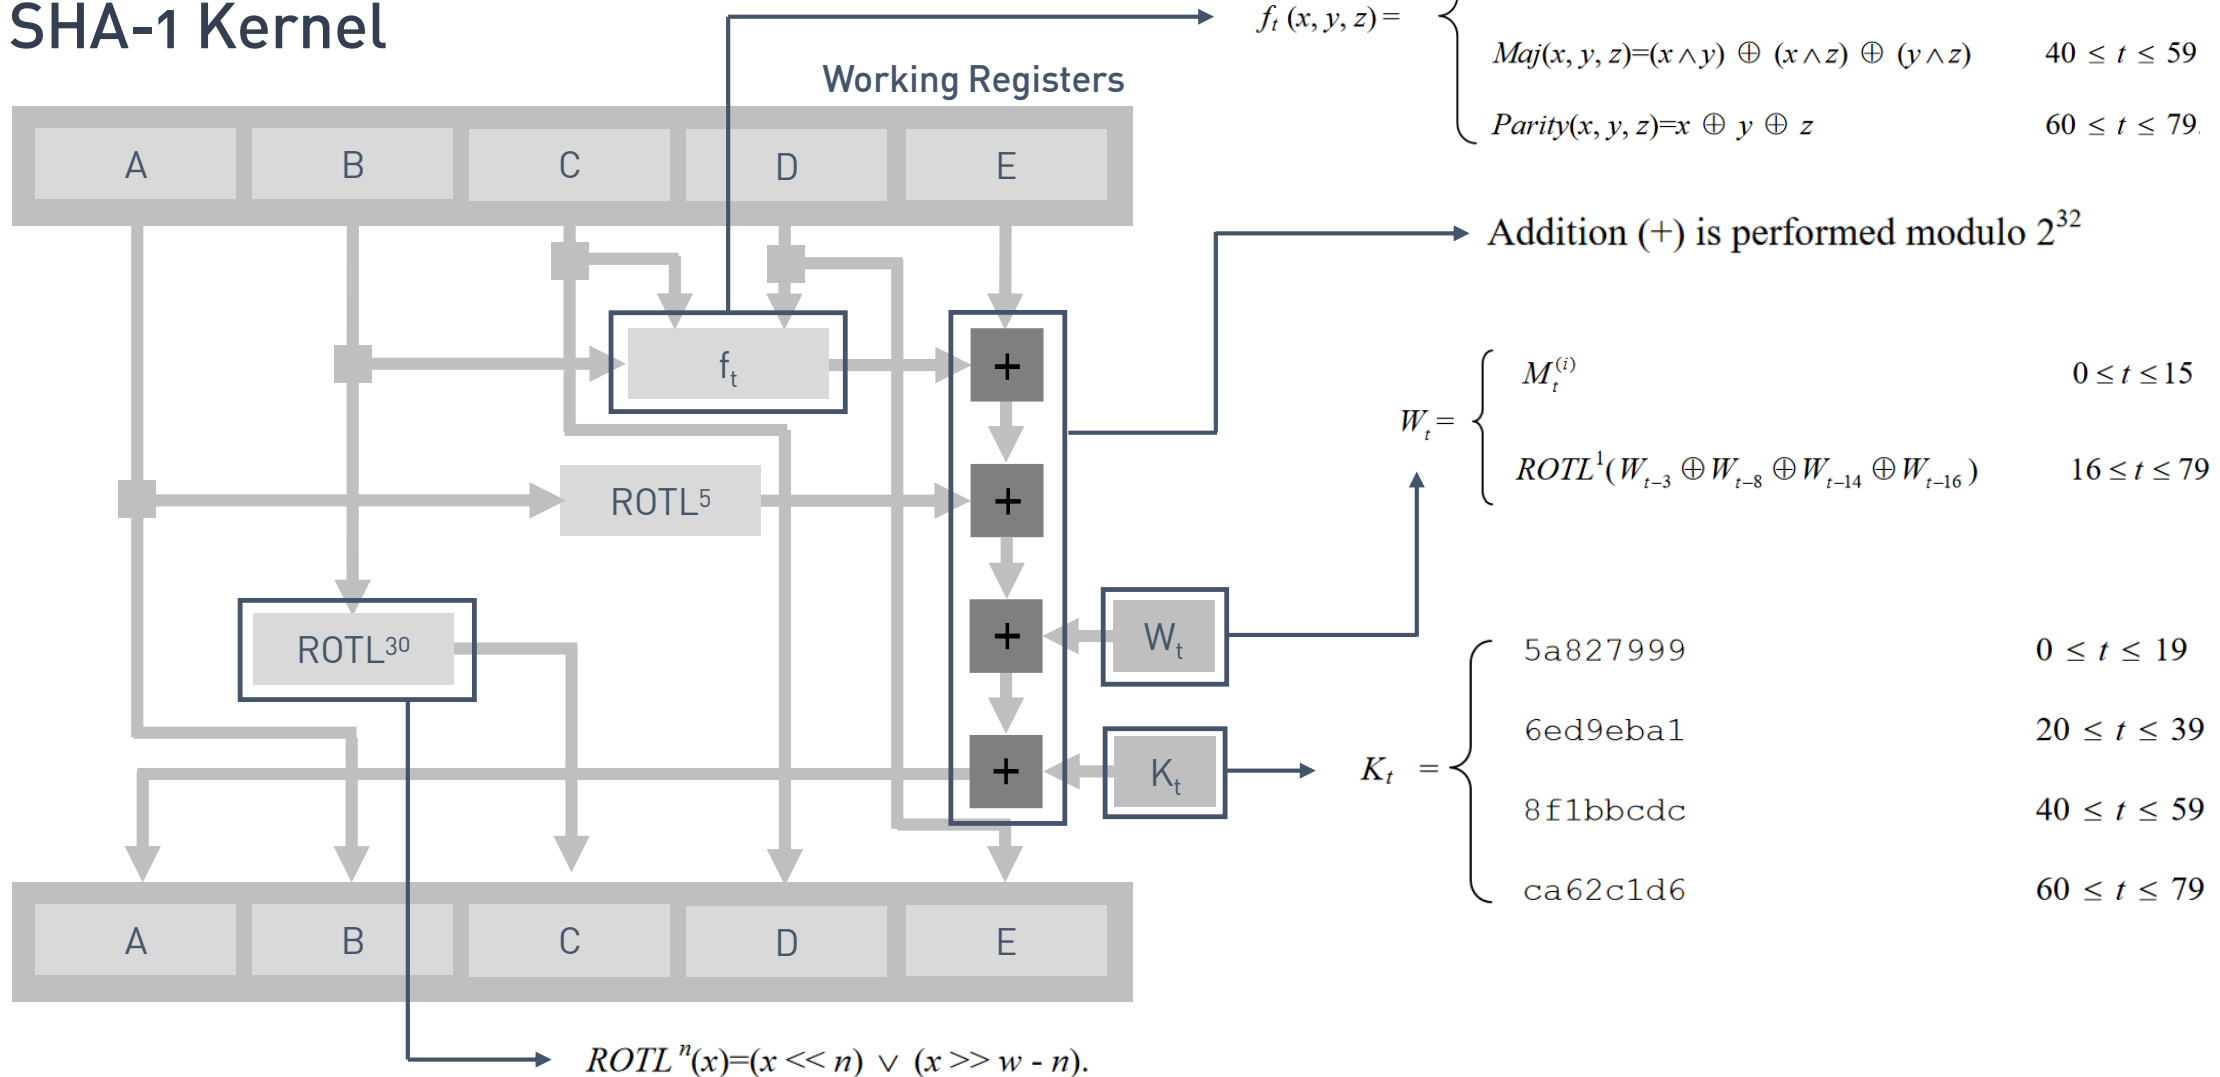 SHA-1 Kernel
f_t (x, y, z) =
Maj(x, y, z)=(x∧y) ⊕ (x∧z) ⊕ (y∧z) 40 ≤ t ≤ 59
Parity(x, y, z)=x ⊕ y ⊕ z 60 ≤ t ≤ 79.
Working Registers
A B C D E
Addition (+) is performed modulo 2^32
f_t +
W_t = M_t^(i) 0 ≤ t ≤ 15
ROTL^1(W_t−3 ⊕ W_t−8 ⊕ W_t−14 ⊕ W_t−16) 16 ≤ t ≤ 79
ROTL^5 +
ROTL^30 + W_t
+ K_t
K_t =
5a827999 0 ≤ t ≤ 19
6ed9eba1 20 ≤ t ≤ 39
8f1bbcdc 40 ≤ t ≤ 59
ca62c1d6 60 ≤ t ≤ 79
A B C D E
ROTL^n(x)=(x << n) ∨ (x >> w - n).